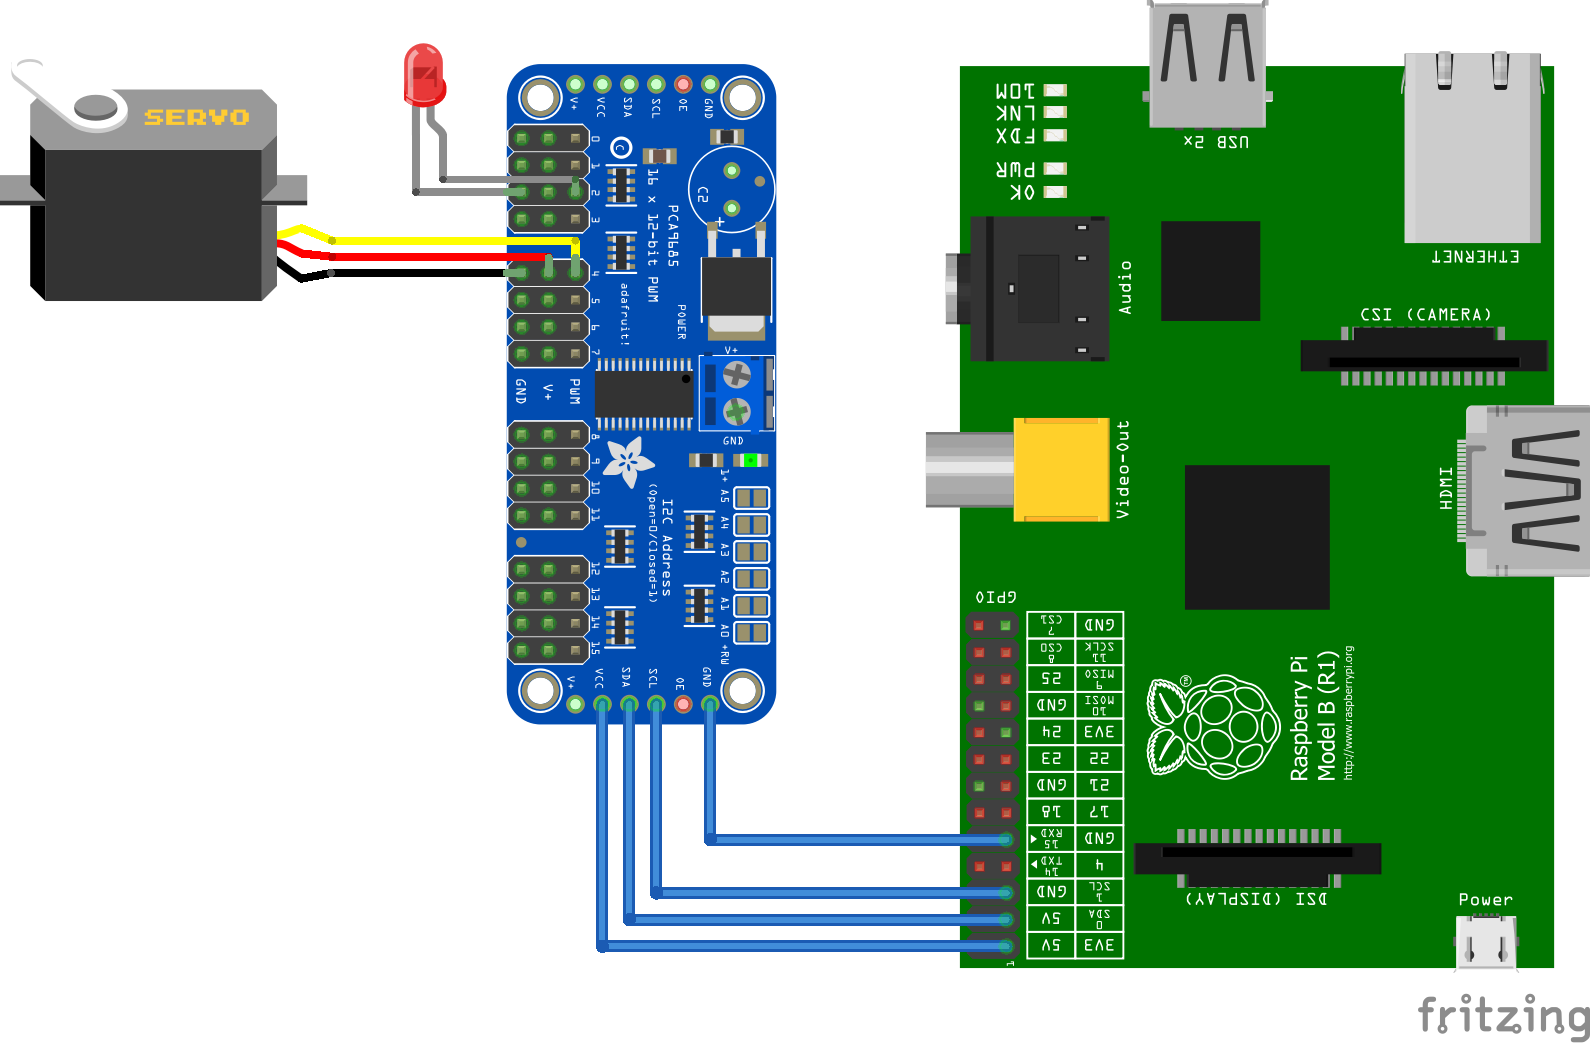 SERVO
V+
VCC
SDA
SCL
OE
GND
0
1
2
3
4
5
6
7
C
16 x 12-bit PWM
PCA9685
adafruit!
C2
+
POWER
V+
GND
GND
V+
PWM
8
9
10
11
12
13
14
15
I2C Address
(Open=0/Closed=1)
V+
A5
A4
A3
A2
A1
A0
+RW
V+
VCC
SDA
SCL
OE
GND
10M
LNK
FDX
PWR
OK
USB 2x
ETHERNET
Audio
CSI (CAMERA)
Video-Out
HDMI
GPIO
CS1
7
GND
CS0
8
SCLK
11
25
MISO
9
GND
MOSI
10
24
3V3
23
22
GND
21
18
17
RXD
15
GND
TXD
14
4
GND
SCL
1
5V
SDA
0
5V
3V3
1
Raspberry Pi
Model B (R1)
http://www.raspberrypi.org
TM
DSI (DISPLAY)
Power
fritzing